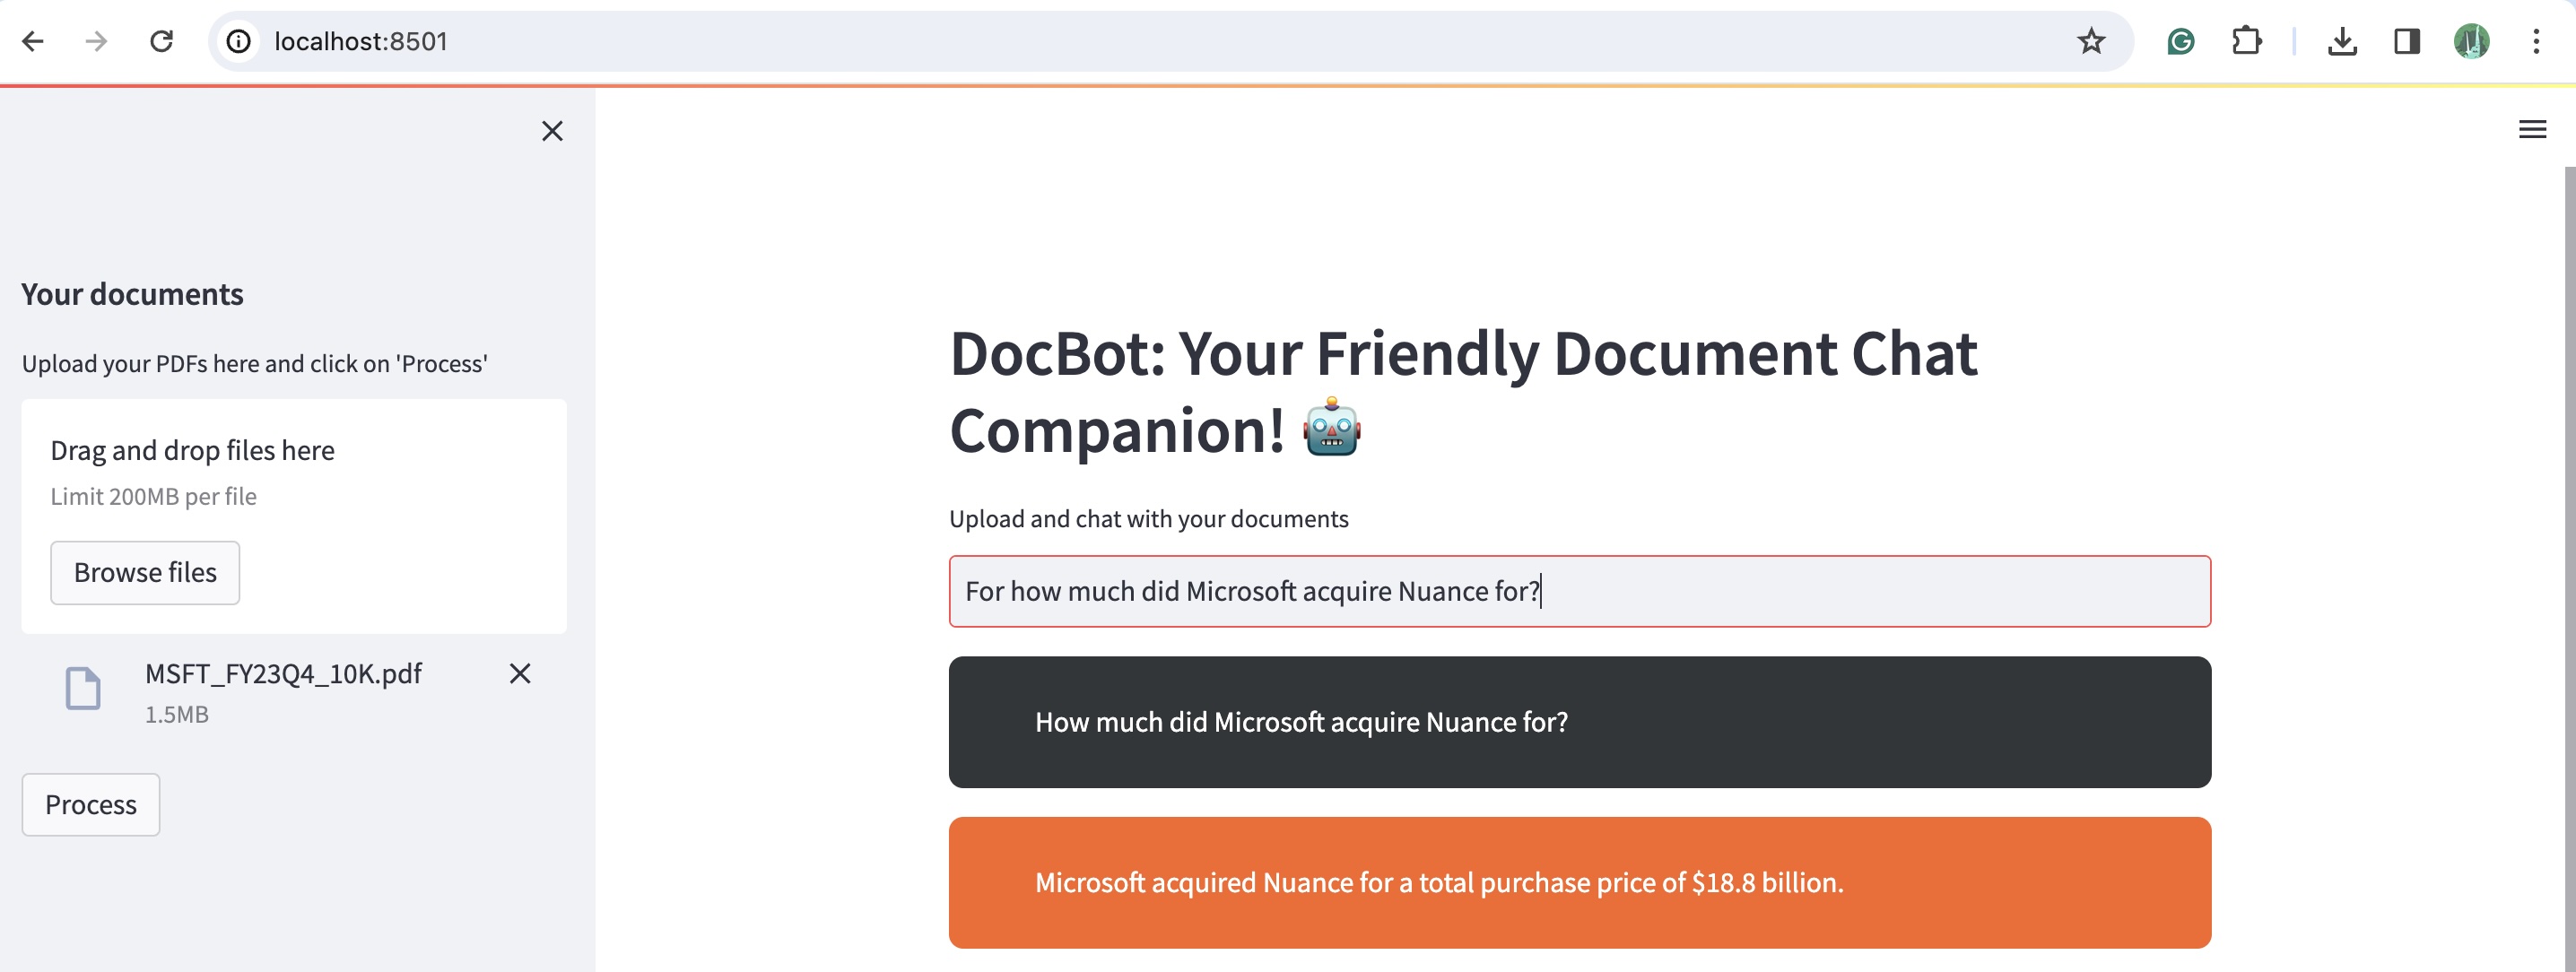 localhost:8501
Your documents
Upload your PDFs here and click on 'Process'
Drag and drop files here
Limit 200MB per file
Browse files
MSFT_FY23Q4_10K.pdf
1.5MB
Process
DocBot: Your Friendly Document Chat
Companion! 🤖
Upload and chat with your documents
For how much did Microsoft acquire Nuance for?
How much did Microsoft acquire Nuance for?
Microsoft acquired Nuance for a total purchase price of $18.8 billion.